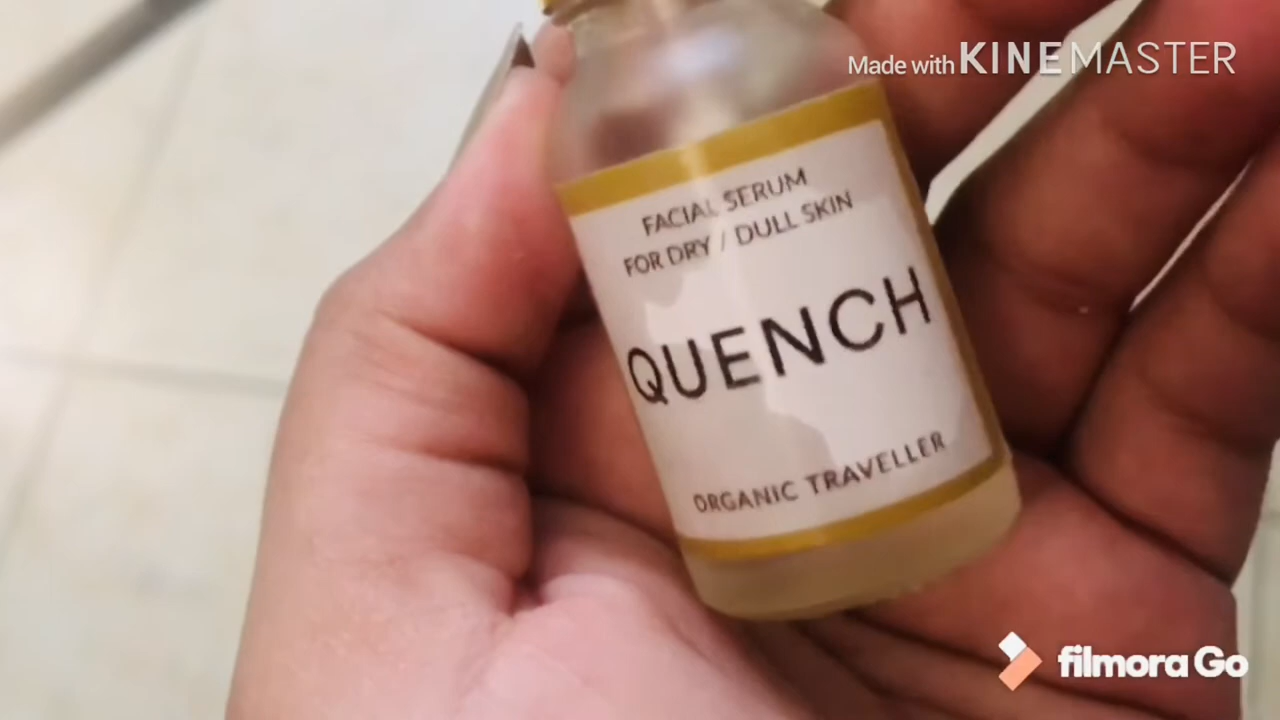 Made with KINEMASTER
FACIAL SERUM
FOR DRY / DULL SKIN
QUENCH
ORGANIC TRAVELLER
filmora Go